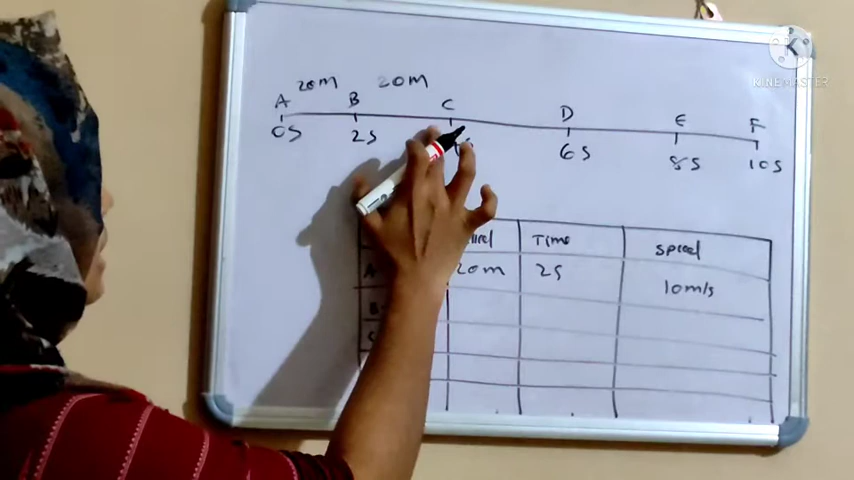 20m 20m
A B C D E F
0s 2s 6s 8s 10s
Time Speed
A 20m 2s 10m/s
B
C
KINEMASTER